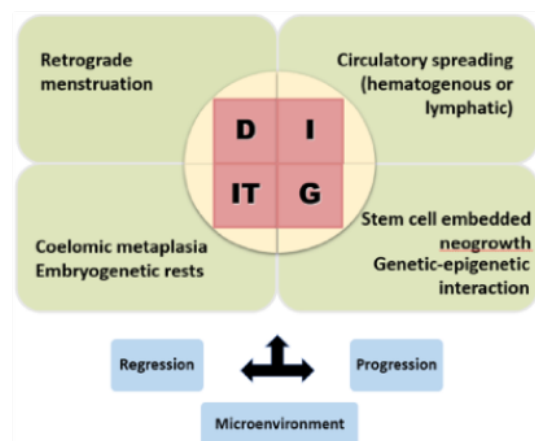 Retrograde
menstruation
Circulatory spreading
(hematogenous or
lymphatic)
D I
IT G
Coelomic metaplasia
Embryogenetic rests
Stem cell embedded
neogrowth
Genetic-epigenetic
interaction
Regression
Progression
Microenvironment